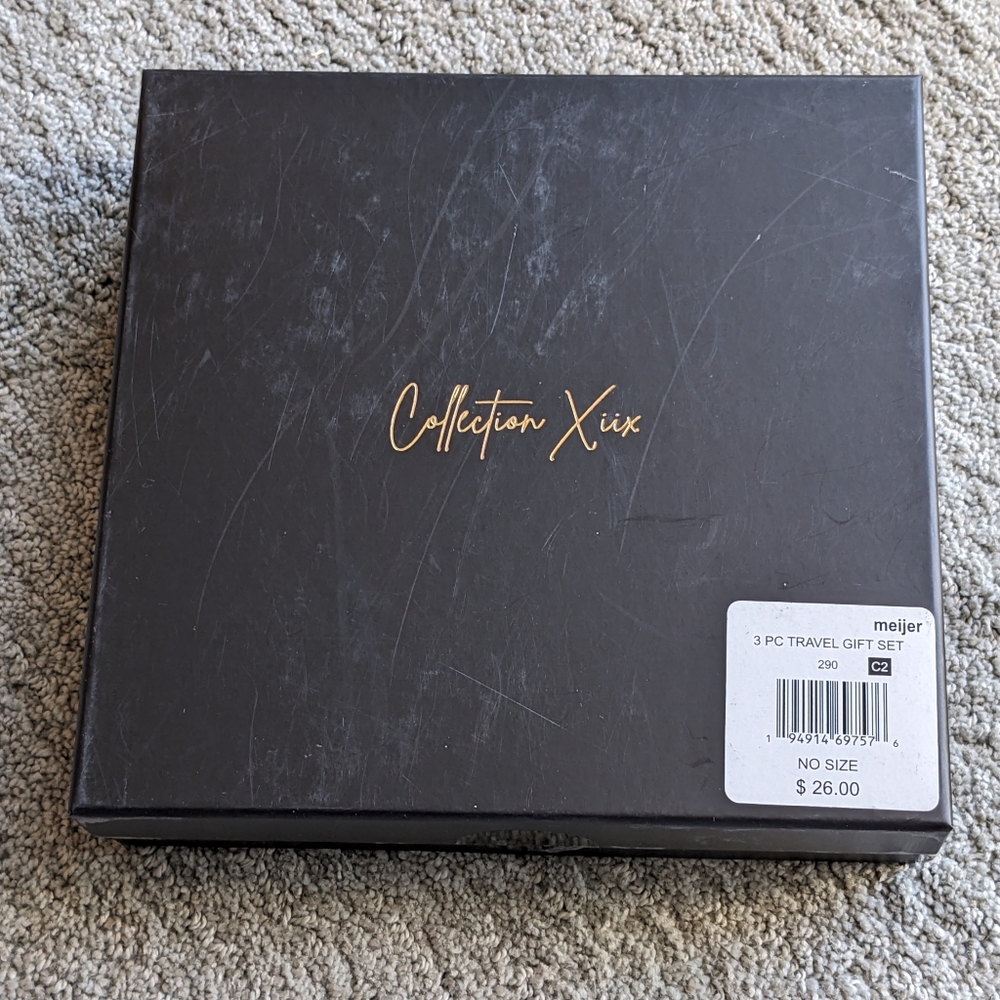 Collection Xiix
meijer
3 PC TRAVEL GIFT SET
290 C2
1 94914 69757 6
NO SIZE
$ 26.00